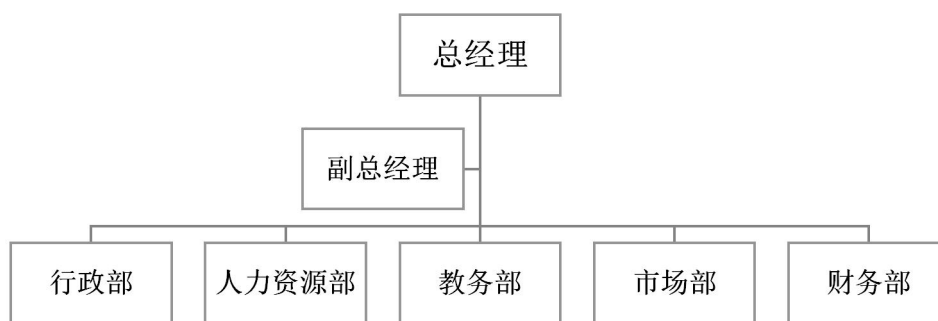 总经理
副总经理
行政部
人力资源部
教务部
市场部
财务部